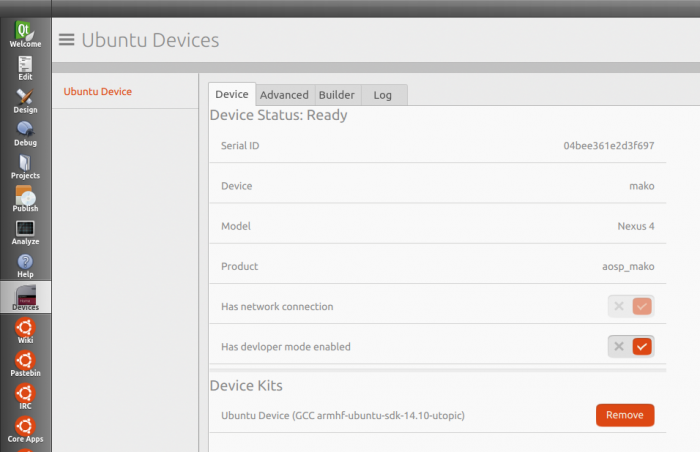 Qt
Welcome
Edit
Design
Debug
Projects
Publish
Analyze
Help
Devices
Wiki
Pastebin
IRC
Core Apps
Ubuntu Devices
Ubuntu Device
Device Advanced Builder Log
Device Status: Ready
Serial ID 04bee361e2d3f697
Device mako
Model Nexus 4
Product aosp_mako
Has network connection
Has devloper mode enabled
Device Kits
Ubuntu Device (GCC armhf-ubuntu-sdk-14.10-utopic) Remove